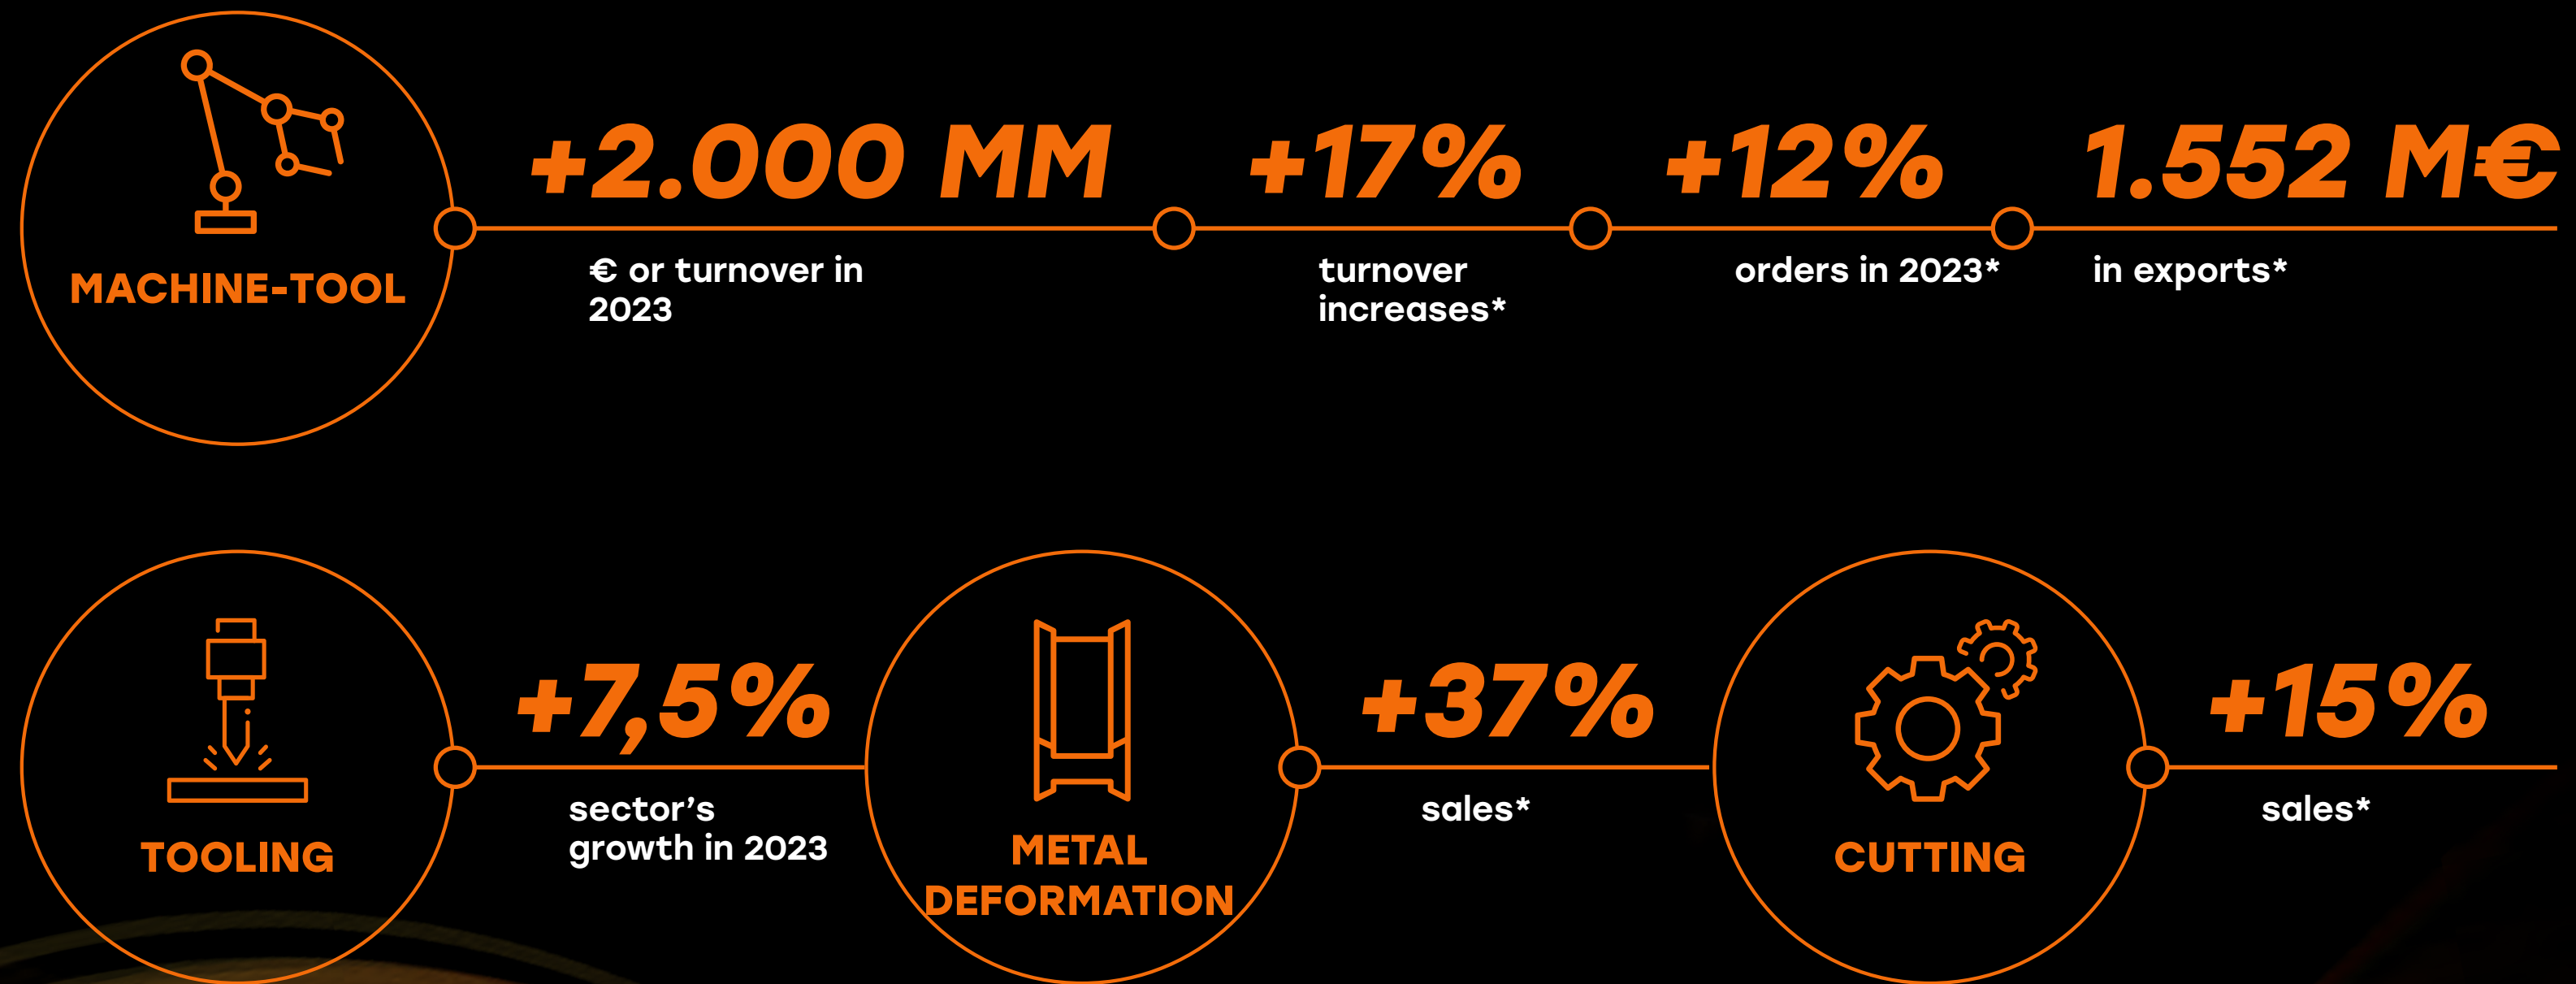 MACHINE-TOOL
+2.000 MM
€ or turnover in
2023
+17%
turnover
increases*
+12%
orders in 2023*
1.552 M€
in exports*
TOOLING
+7,5%
sector’s
growth in 2023
METAL
DEFORMATION
+37%
sales*
CUTTING
+15%
sales*